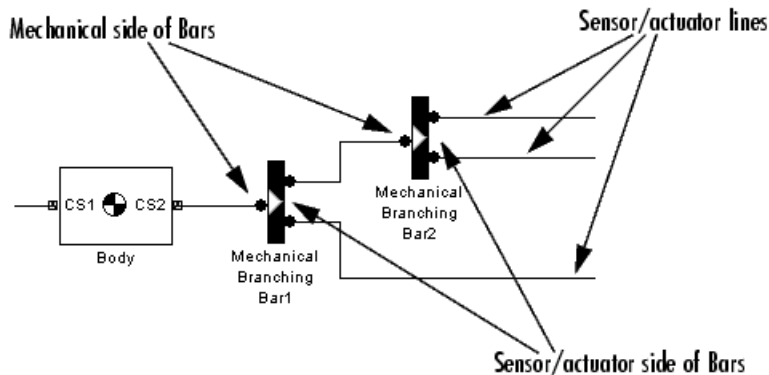 Mechanical side of Bars
Sensor/actuator lines
CS1 CS2
Body
Mechanical
Branching
Bar1
Mechanical
Branching
Bar2
Sensor/actuator side of Bars